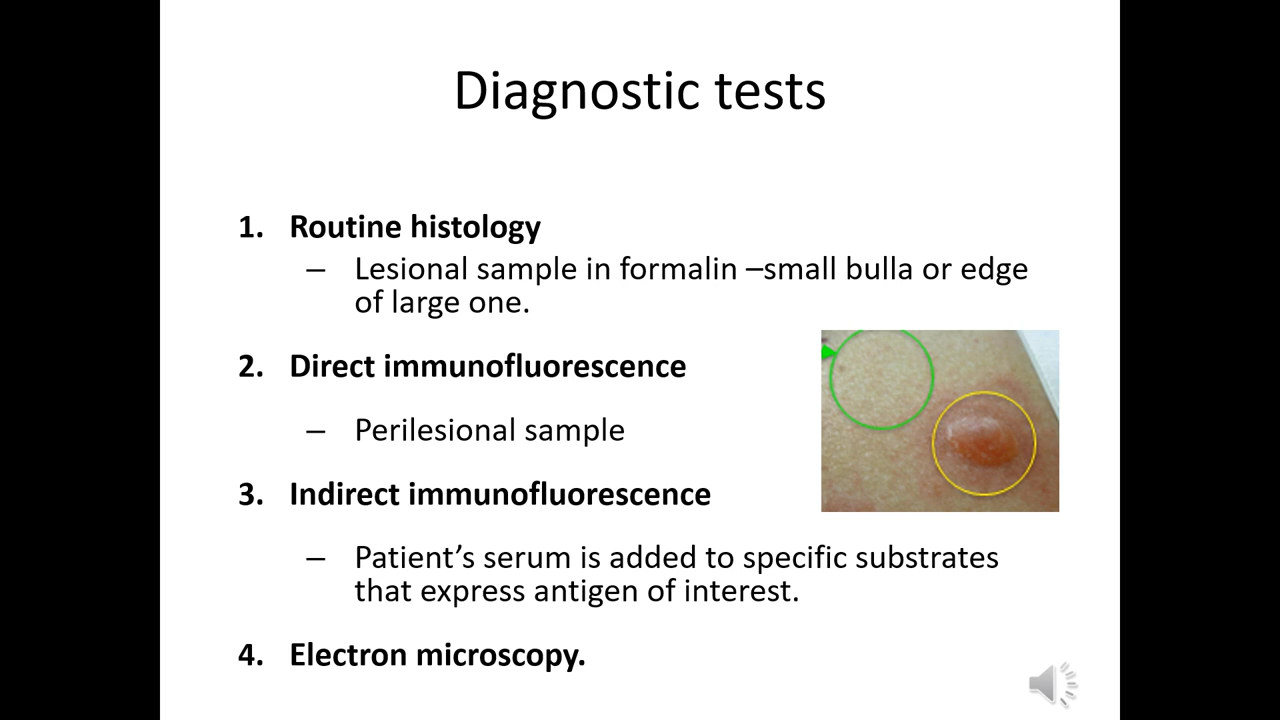 Diagnostic tests
1. Routine histology
– Lesional sample in formalin –small bulla or edge
of large one.
2. Direct immunofluorescence
– Perilesional sample
3. Indirect immunofluorescence
– Patient’s serum is added to specific substrates
that express antigen of interest.
4. Electron microscopy.